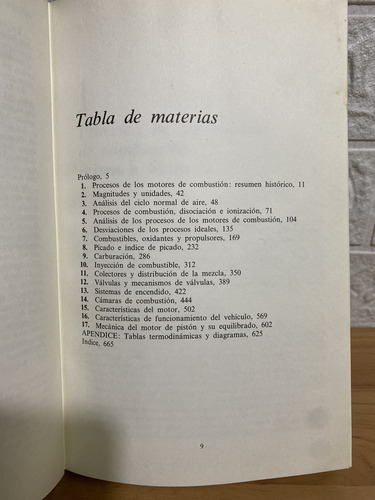 Tabla de materias
Prólogo, 5
1. Procesos de los motores de combustión: resumen histórico, 11
2. Magnitudes y unidades, 42
3. Análisis del ciclo normal de aire, 48
4. Procesos de combustión, disociación e ionización, 71
5. Análisis de los procesos de los motores de combustión, 104
6. Desviaciones de los procesos ideales, 135
7. Combustibles, oxidantes y propulsores, 169
8. Picado e índice de picado, 232
9. Carburación, 286
10. Inyección de combustible, 312
11. Colectores y distribución de la mezcla, 350
12. Válvulas y mecanismos de válvulas, 389
13. Sistemas de encendido, 422
14. Cámaras de combustión, 444
15. Características del motor, 502
16. Características de funcionamiento del vehículo, 569
17. Mecánica del motor de pistón y su equilibrado, 602
APENDICE: Tablas termodinámicas y diagramas, 625
Indice, 665
9